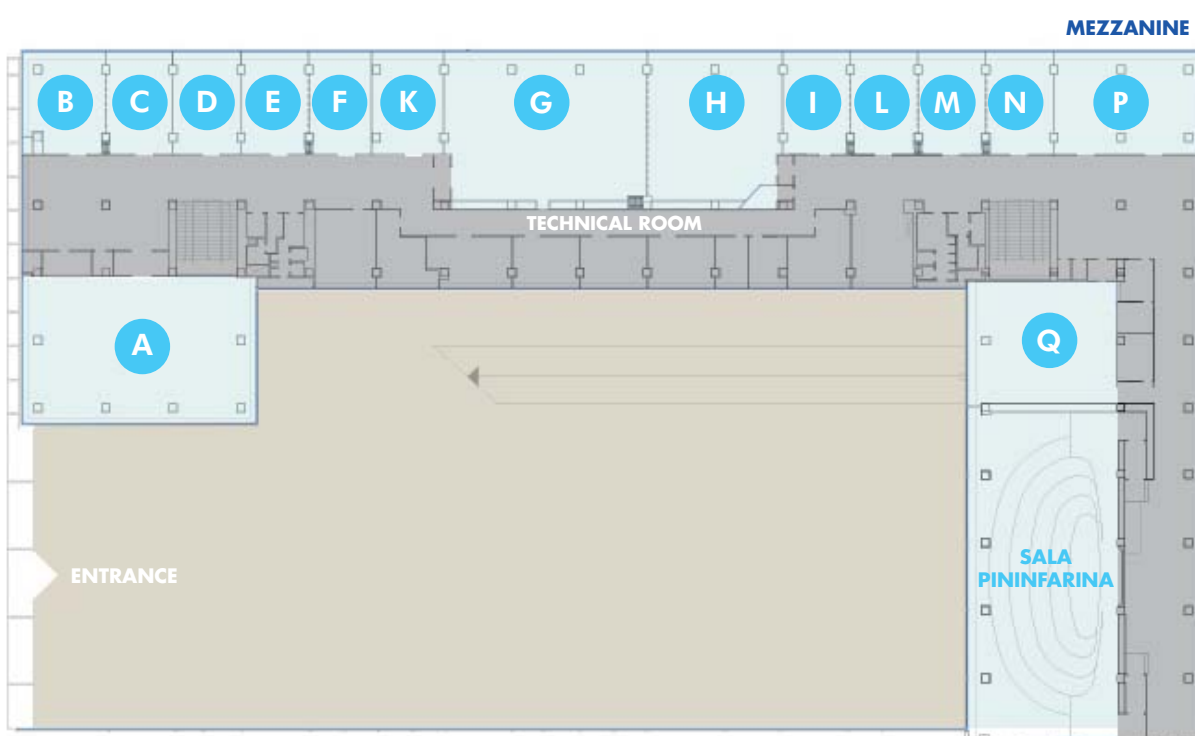 MEZZANINE
B C D E F K G H I L M N P
TECHNICAL ROOM
A
Q
ENTRANCE
SALA
PININFARINA